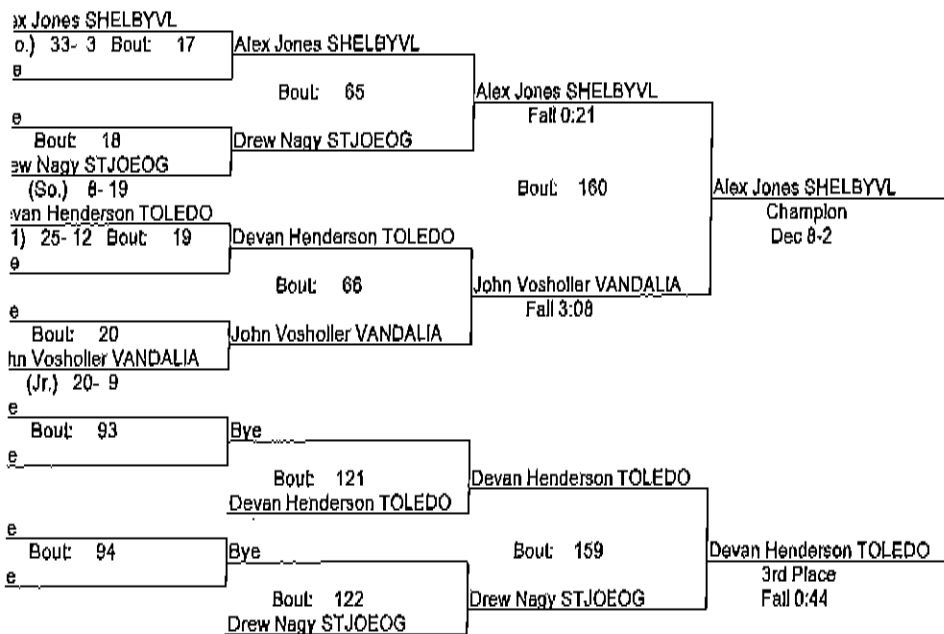 ex Jones SHELBYVL
o.) 33- 3 Bout: 17
e
Alex Jones SHELBYVL
Bout: 65
e
Bout: 18
ew Nagy STJOEOG
(So.) 8- 19
Drew Nagy STJOEOG
Alex Jones SHELBYVL
Fall 0:21
Bout: 160
evan Henderson TOLEDO
1) 25- 12 Bout: 19
e
Devan Henderson TOLEDO
Bout: 66
e
Bout: 20
hn Vosholler VANDALIA
(Jr.) 20- 9
John Vosholler VANDALIA
John Vosholler VANDALIA
Fall 3:08
Alex Jones SHELBYVL
Champion
Dec 8-2
e
Bout: 93
e
Bye
Bout: 121
Devan Henderson TOLEDO
Devan Henderson TOLEDO
e
Bout: 94
e
Bye
Bout: 122
Drew Nagy STJOEOG
Bout: 159
Drew Nagy STJOEOG
Devan Henderson TOLEDO
3rd Place
Fall 0:44